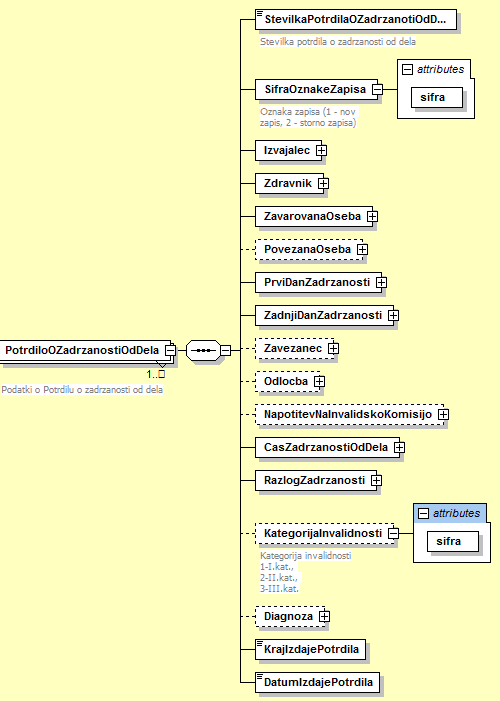 StevilkaPotrdilaOZadrzanotiOdD...
Stevilka potrdila o zadrzanosti od dela
attributes
SifraOznakeZapisa
sifra
Oznaka zapisa (1 - nov
zapis, 2 - storno zapisa)
Izvajalec
Zdravnik
ZavarovanaOseba
PovezanaOseba
PrviDanZadrzanosti
ZadnjiDanZadrzanosti
PotrdiloOZadrzanostiOdDela
Zavezanec
1..
Podatki o Potrdilu o zadrzanosti od dela
Odlocba
NapotitevNaInvalidskoKomisijo
CasZadrzanostiOdDela
RazlogZadrzanosti
attributes
KategorijaInvalidnosti
sifra
Kategorija invalidnosti
1-I.kat.,
2-II.kat.,
3-III.kat.
Diagnoza
KrajIzdajePotrdila
DatumIzdajePotrdila